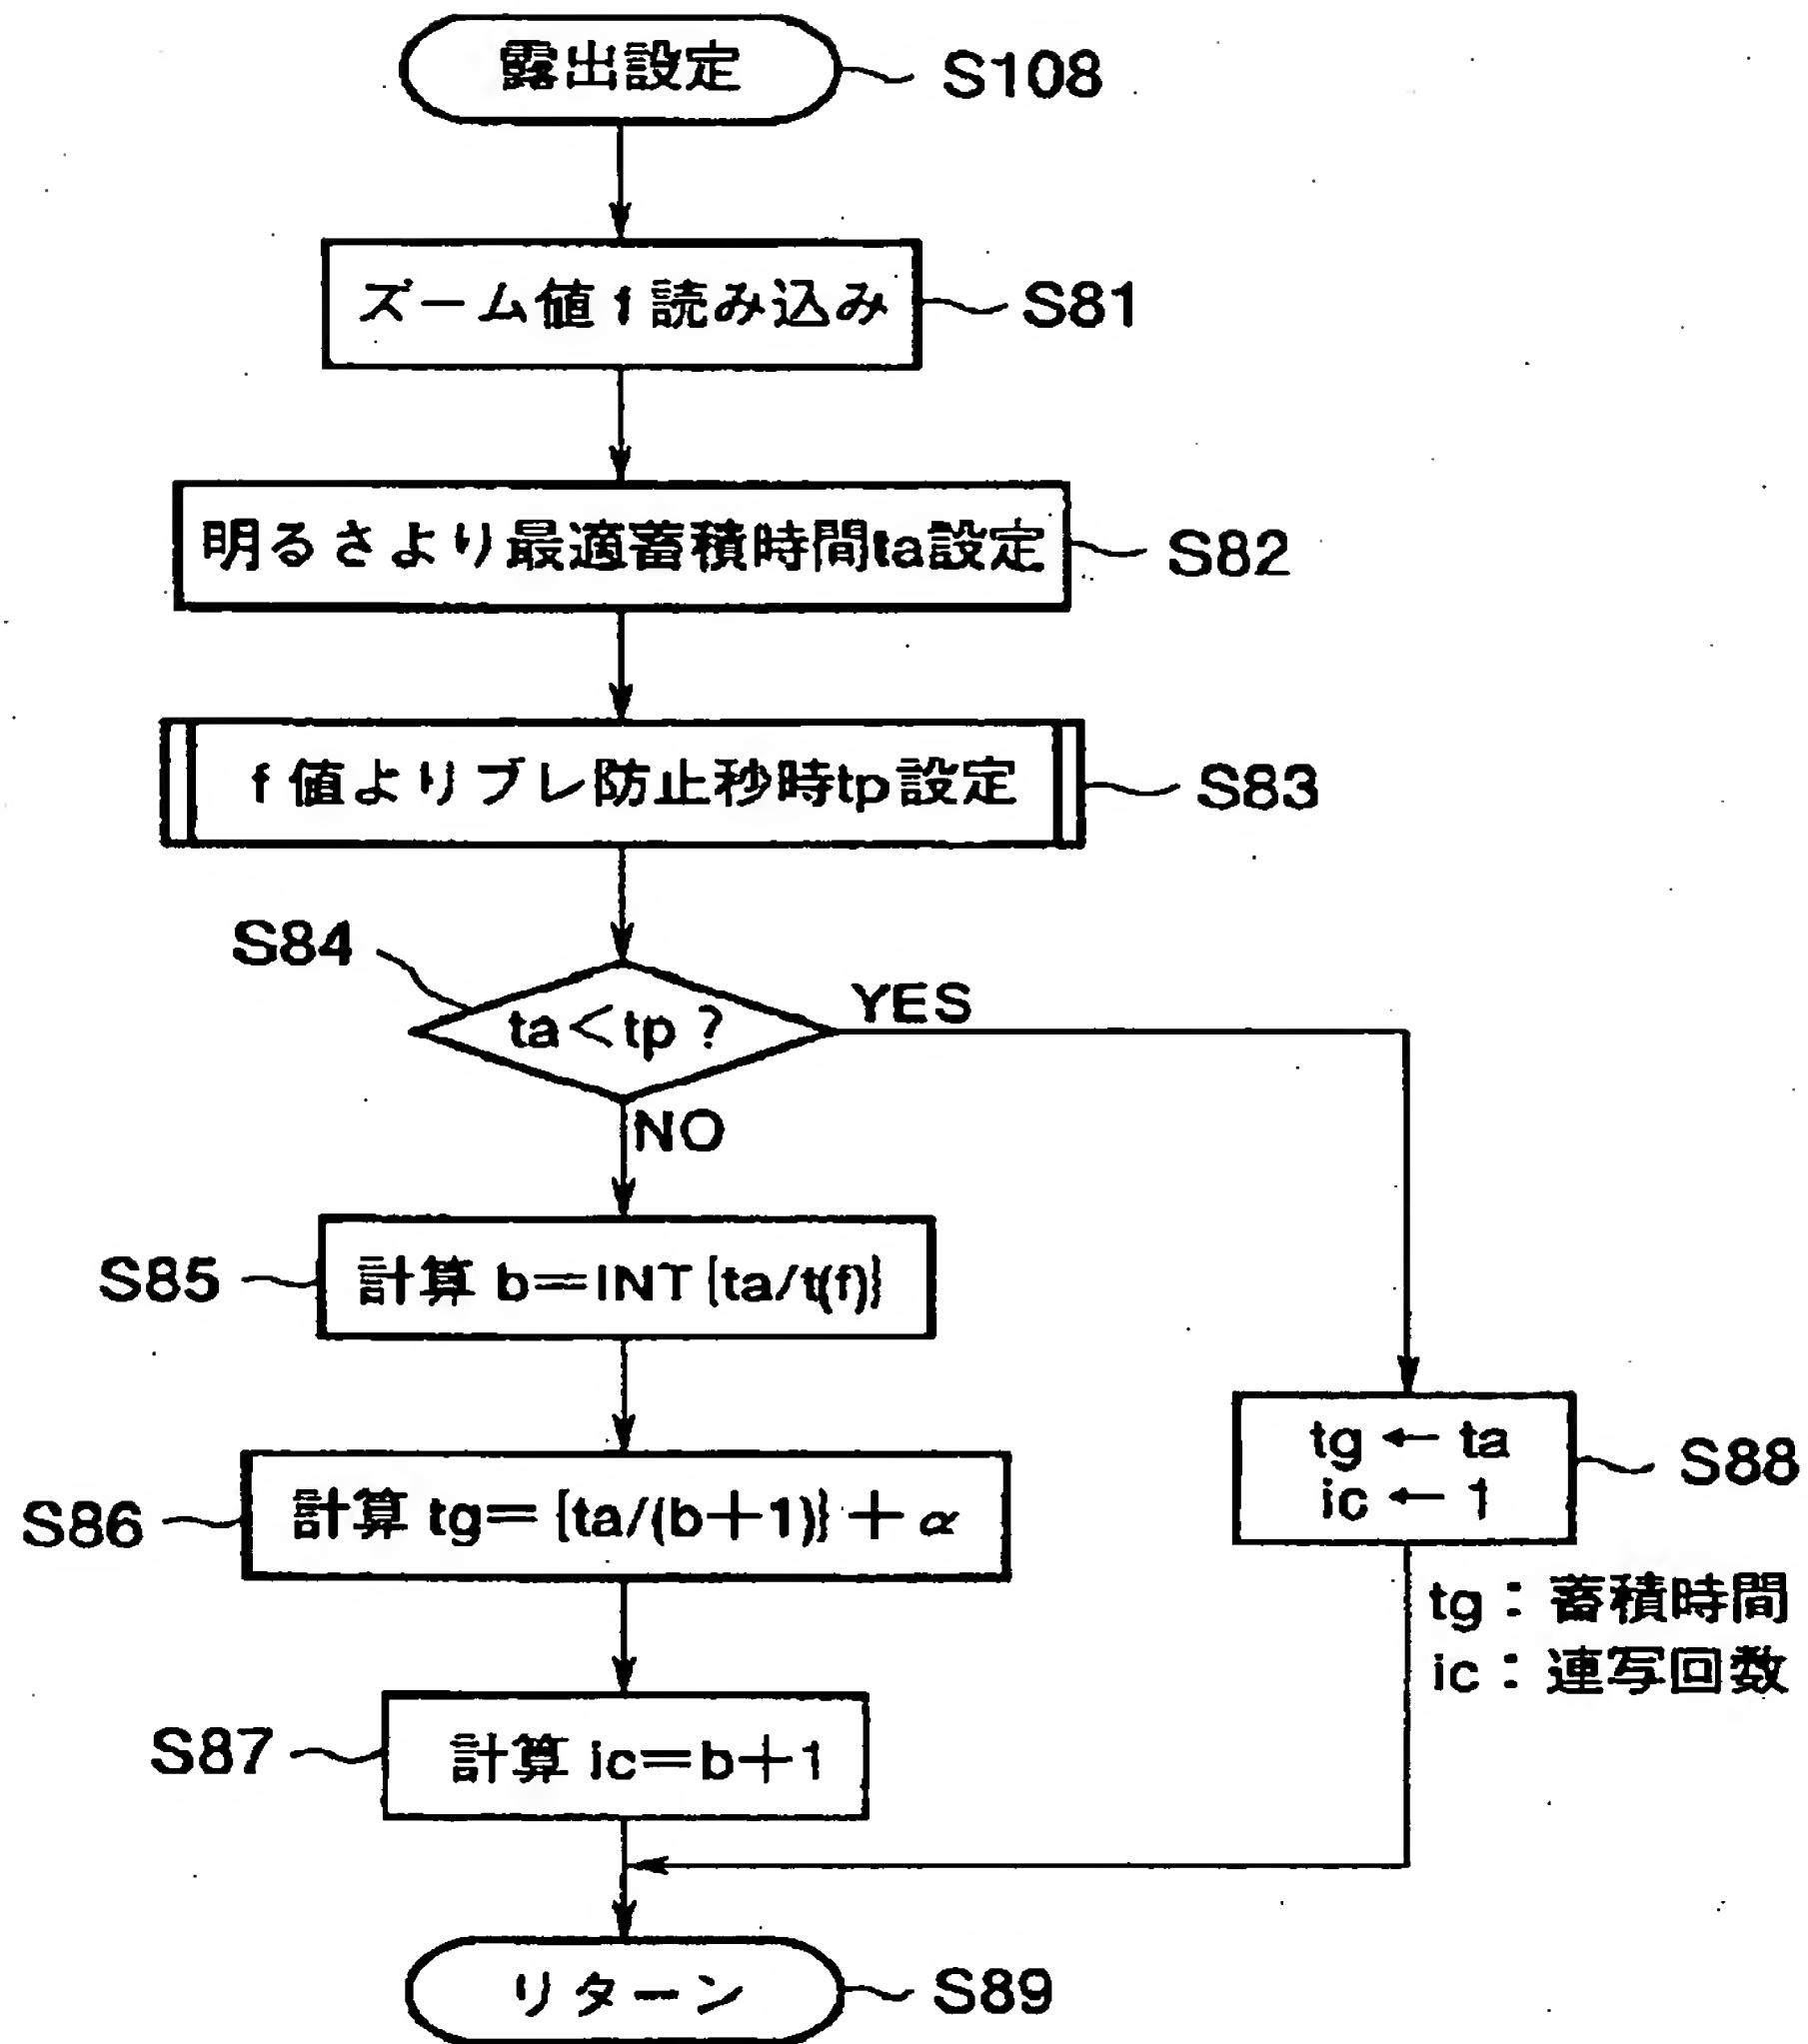 露出設定
S108
ズーム値f読み込み
S81
明るさより最適蓄積時間ta設定
S82
f値よりブレ防止秒時tp設定
S83
S84
ta＜tp？
YES
NO
S85
計算 b＝INT{ta/t(f)}
S86
計算 tg＝{ta/(b＋1)}＋α
tg ← ta
ic ← 1
S88
tg：蓄積時間
ic：連写回数
S87
計算 ic＝b＋1
リターン
S89